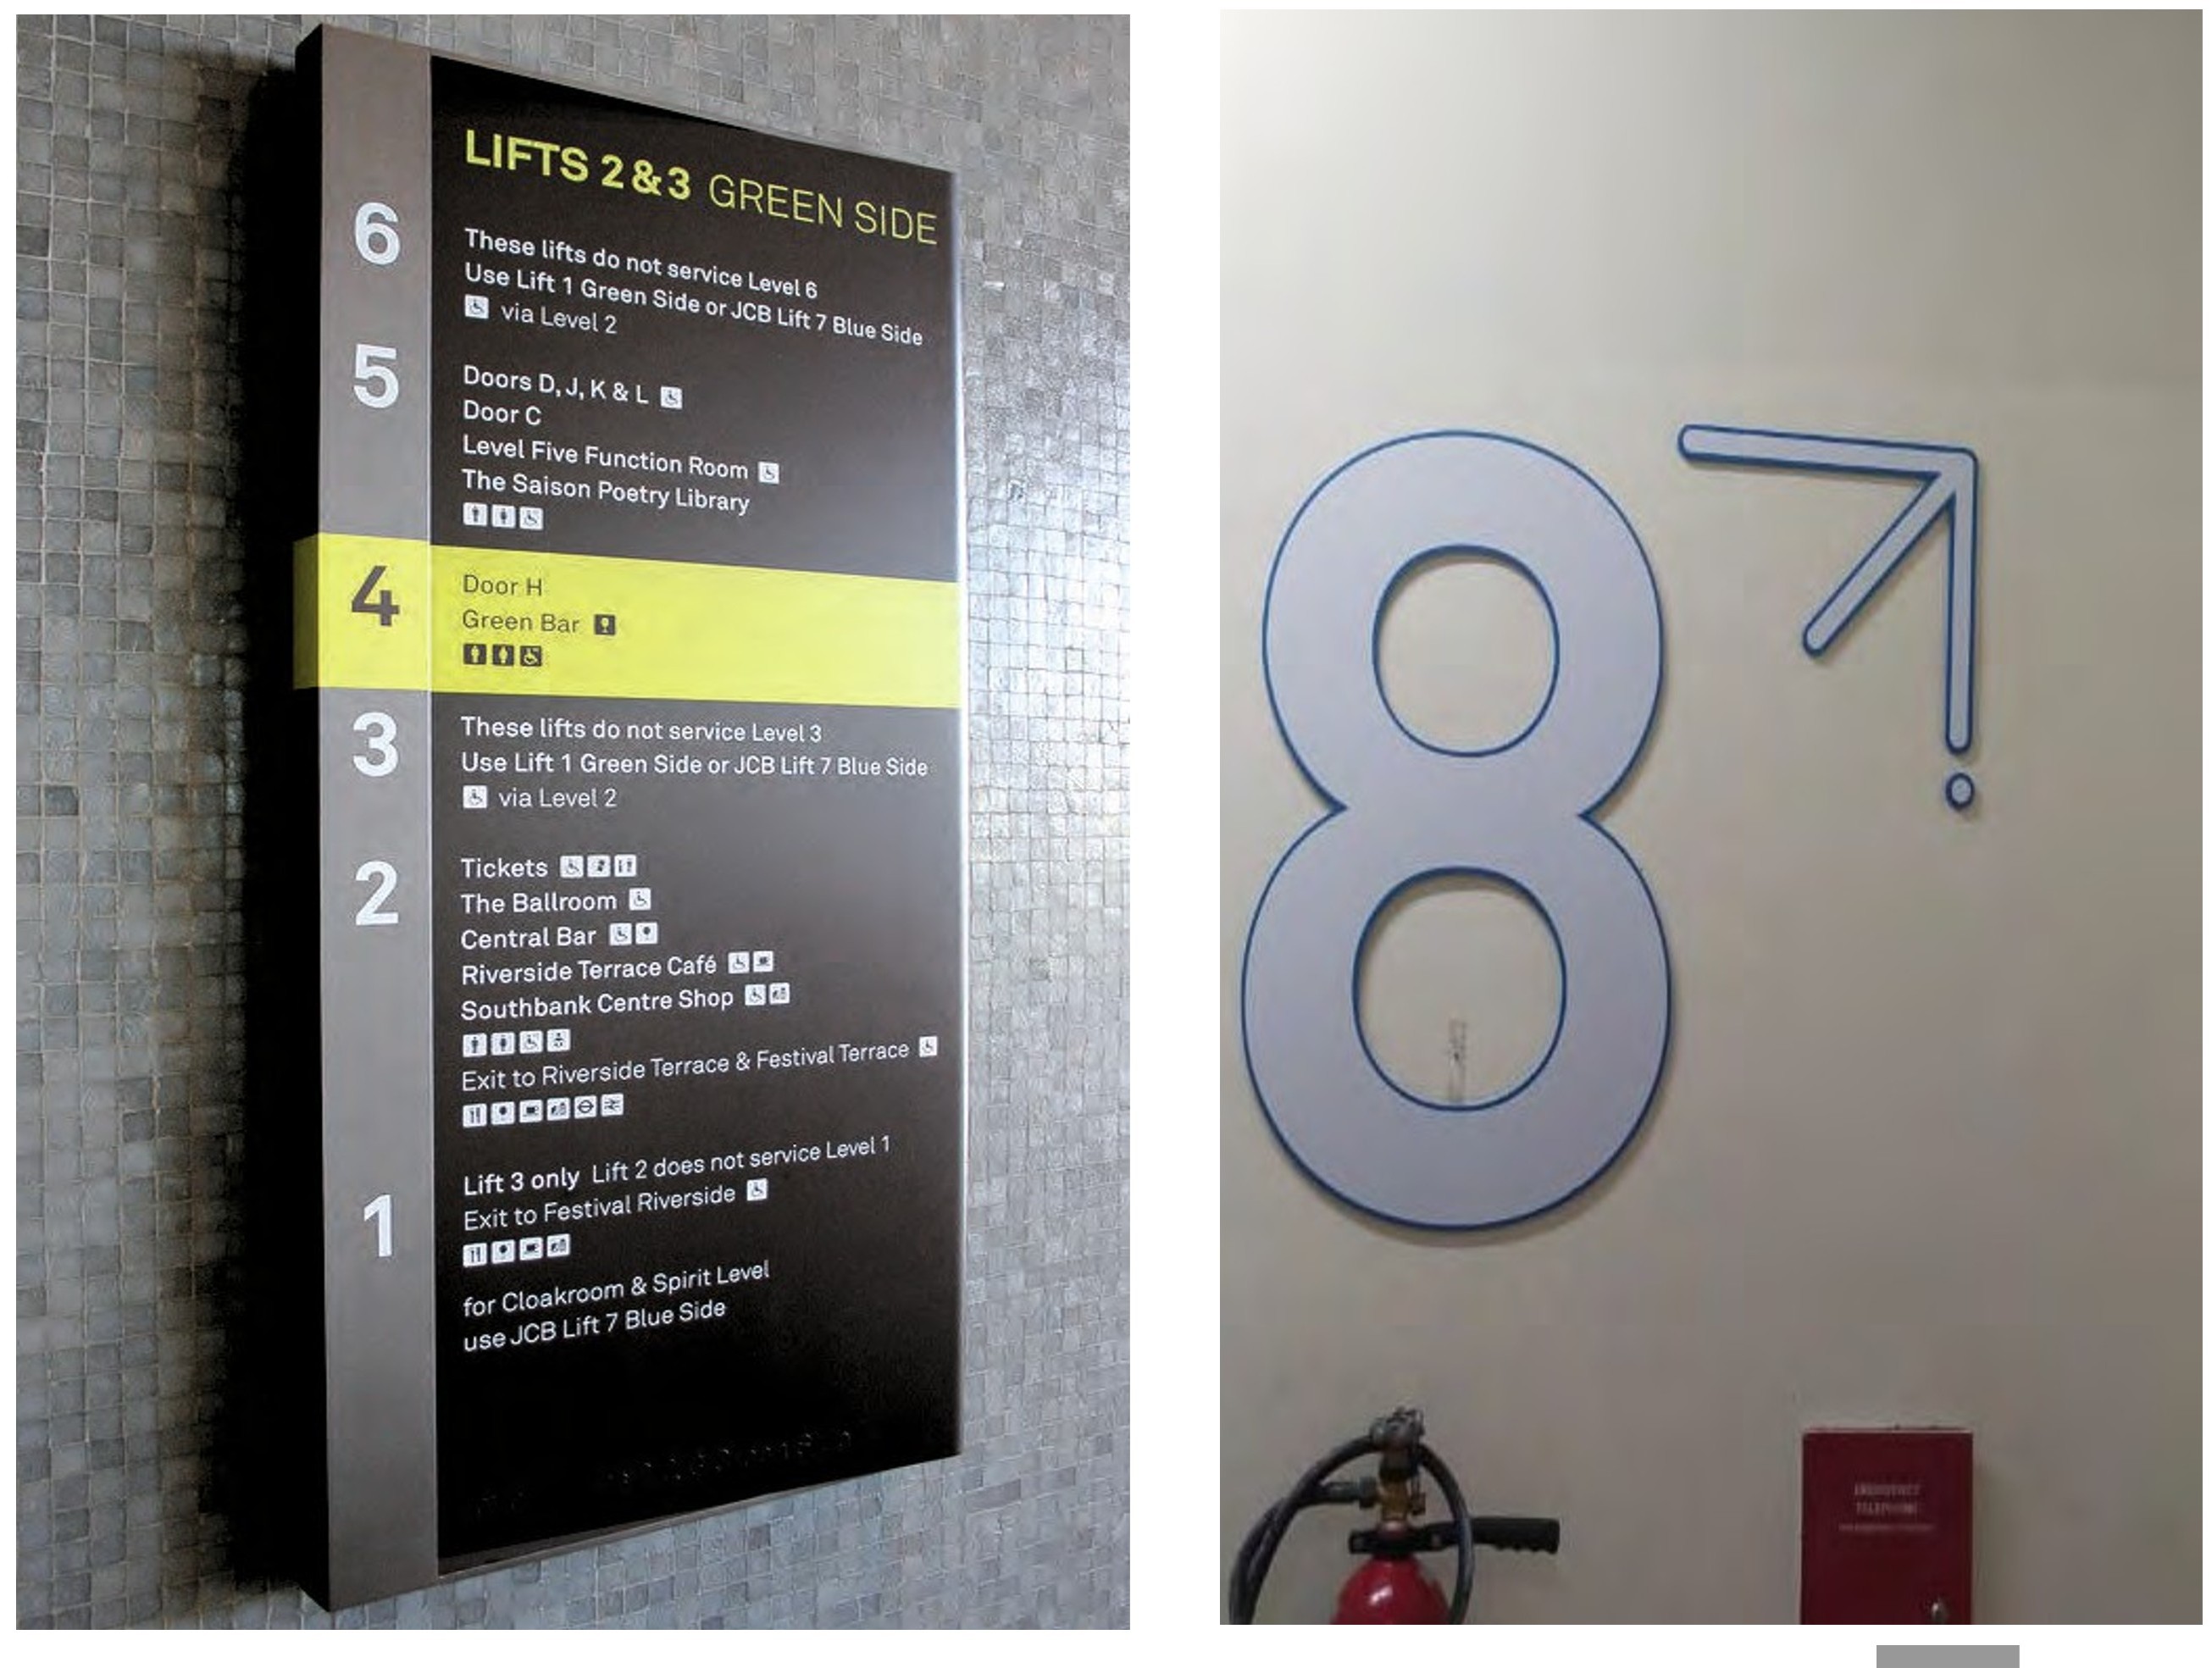 LIFTS 2 & 3 GREEN SIDE
6
These lifts do not service Level 6
Use Lift 1 Green Side or JCB Lift 7 Blue Side
via Level 2
5
Doors D, J, K & L
Door C
Level Five Function Room
The Saison Poetry Library
4
Door H
Green Bar
3
These lifts do not service Level 3
Use Lift 1 Green Side or JCB Lift 7 Blue Side
via Level 2
2
Tickets
The Ballroom
Central Bar
Riverside Terrace Café
Southbank Centre Shop
Exit to Riverside Terrace & Festival Terrace
1
Lift 3 only Lift 2 does not service Level 1
Exit to Festival Riverside
for Cloakroom & Spirit Level
use JCB Lift 7 Blue Side
8
EMERGENCY
TELEPHONE